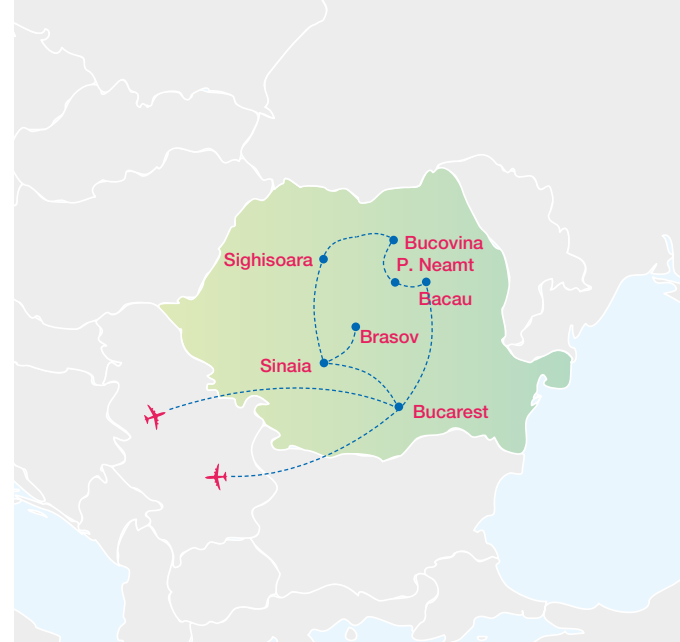 Bucovina
Sighisoara
P. Neamt
Bacau
Brasov
Sinaia
Bucarest